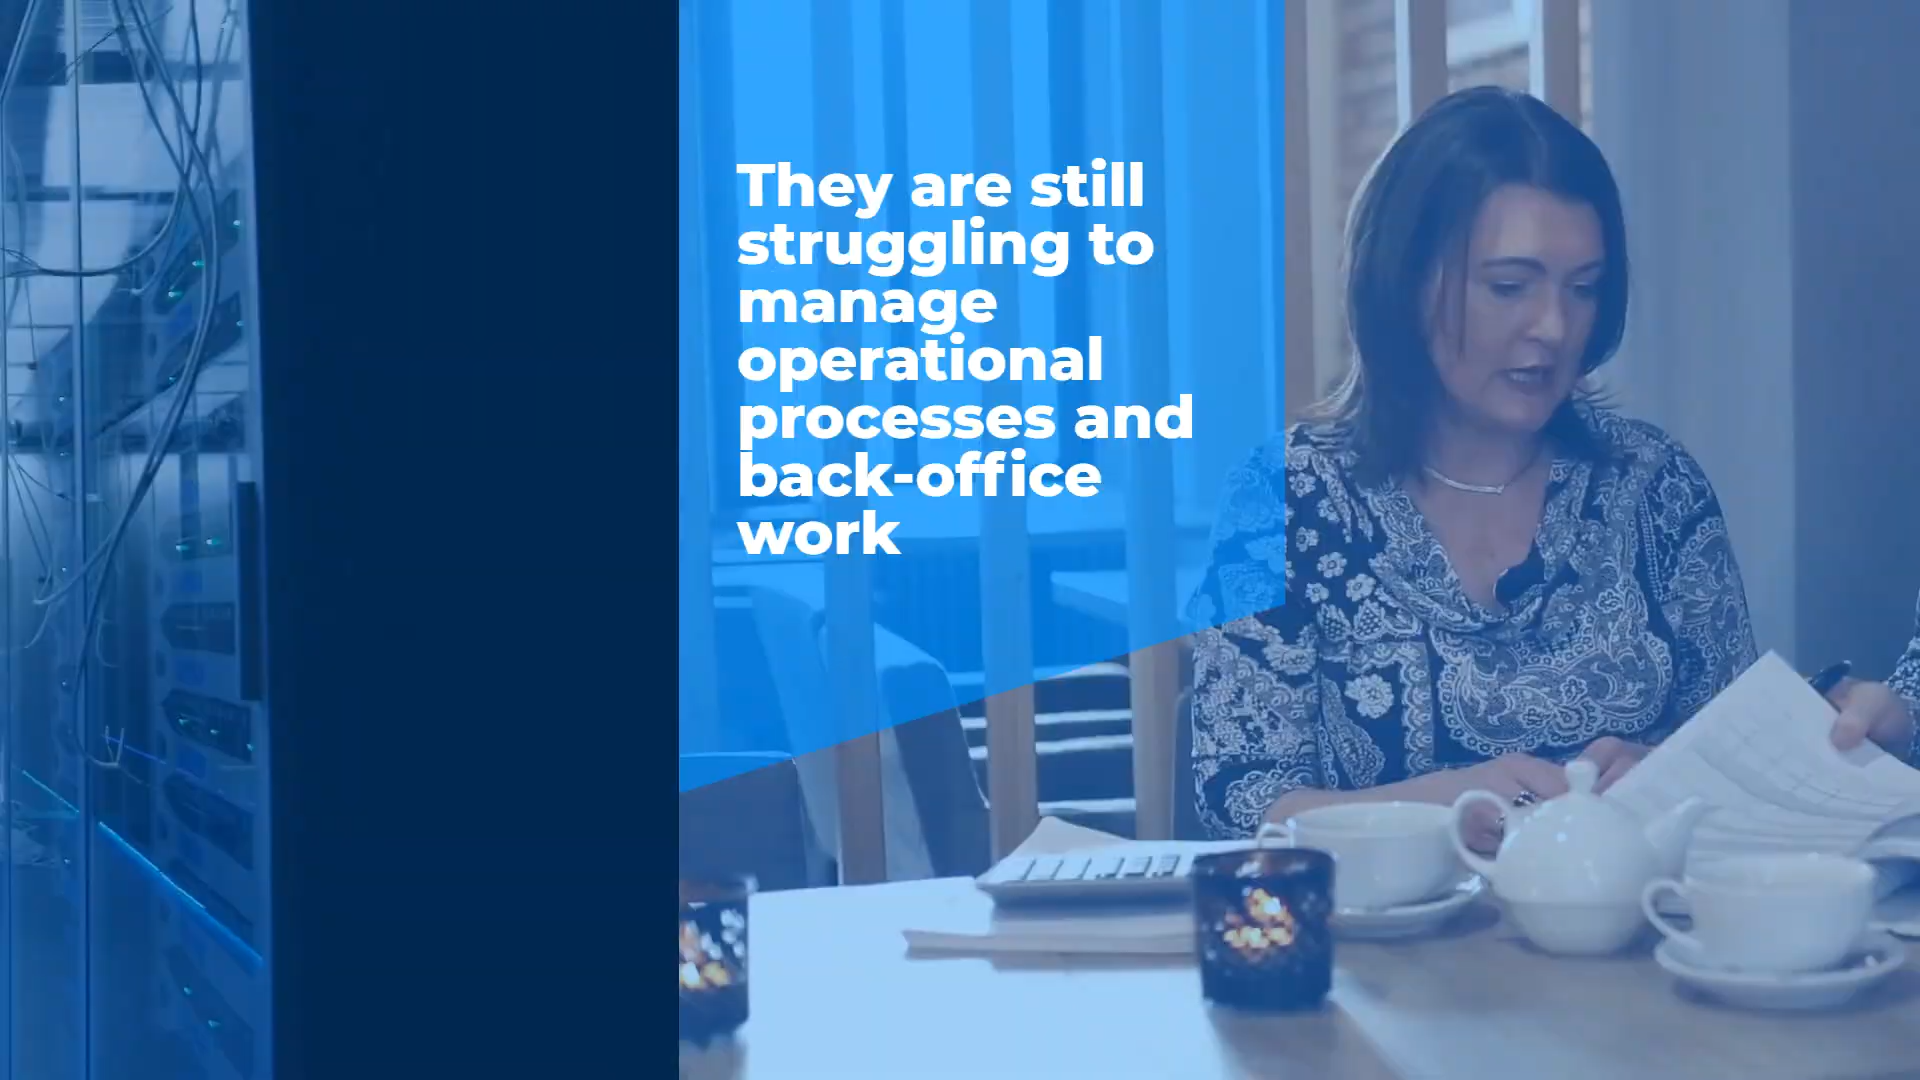 They are still
struggling to
manage
operational
processes and
back-office
work